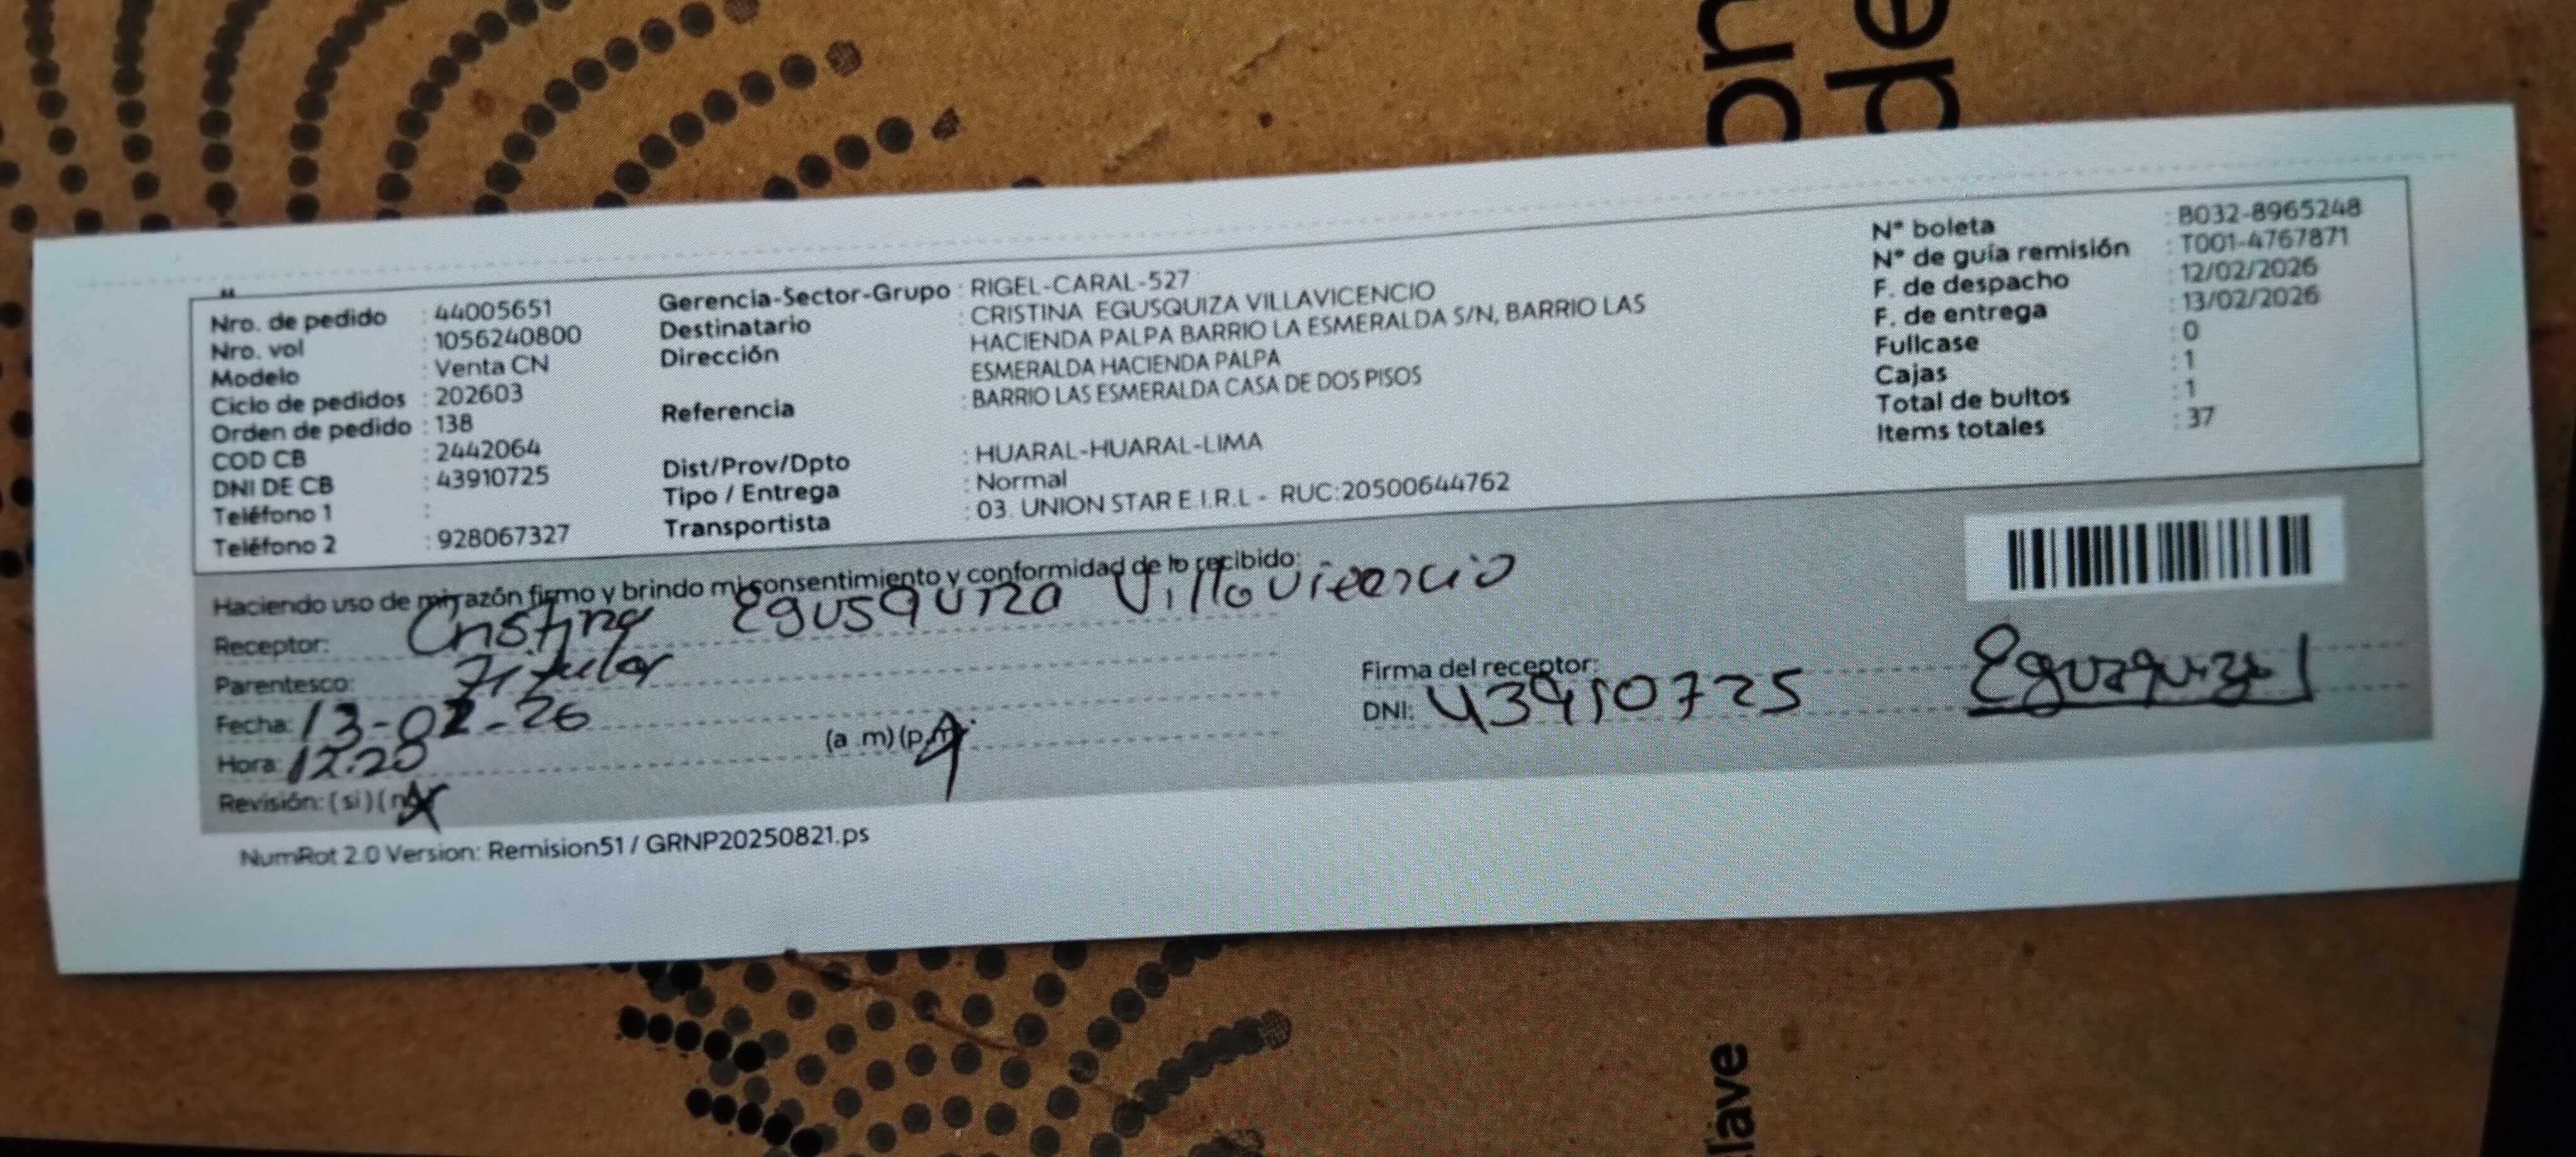 on
de
Nro. de pedido : 44005651
Nro. vol : 1056240800
Modelo : Venta CN
Ciclo de pedidos : 202603
Orden de pedido : 138
COD CB : 2442064
DNI DE CB : 43910725
Teléfono 1 :
Teléfono 2 : 928067327
Gerencia-Sector-Grupo : RIGEL-CARAL-527
Destinatario : CRISTINA EGUSQUIZA VILLAVICENCIO
Dirección : HACIENDA PALPA BARRIO LA ESMERALDA S/N, BARRIO LAS
ESMERALDA HACIENDA PALPA
Referencia : BARRIO LAS ESMERALDA CASA DE DOS PISOS
Dist/Prov/Dpto : HUARAL-HUARAL-LIMA
Tipo / Entrega : Normal
Transportista : 03. UNION STAR E.I.R.L - RUC:20500644762
N° boleta : B032-8965248
N° de guía remisión : T001-4767871
F. de despacho : 12/02/2026
F. de entrega : 13/02/2026
Fullcase : 0
Cajas : 1
Total de bultos : 1
Items totales : 37
Haciendo uso de mi razón firmo y brindo mi consentimiento y conformidad de lo recibido:
Receptor: Cristina Egusquiza Villavicencio
Parentesco: Titular
Fecha: 13-02-26
Hora: 12:20 (a .m) (p.m)
Revisión: ( si ) ( no )
Firma del receptor: Egusquiza
DNI: 43910725
NumRot 2.0 Version: Remision51 / GRNP20250821.ps
llave